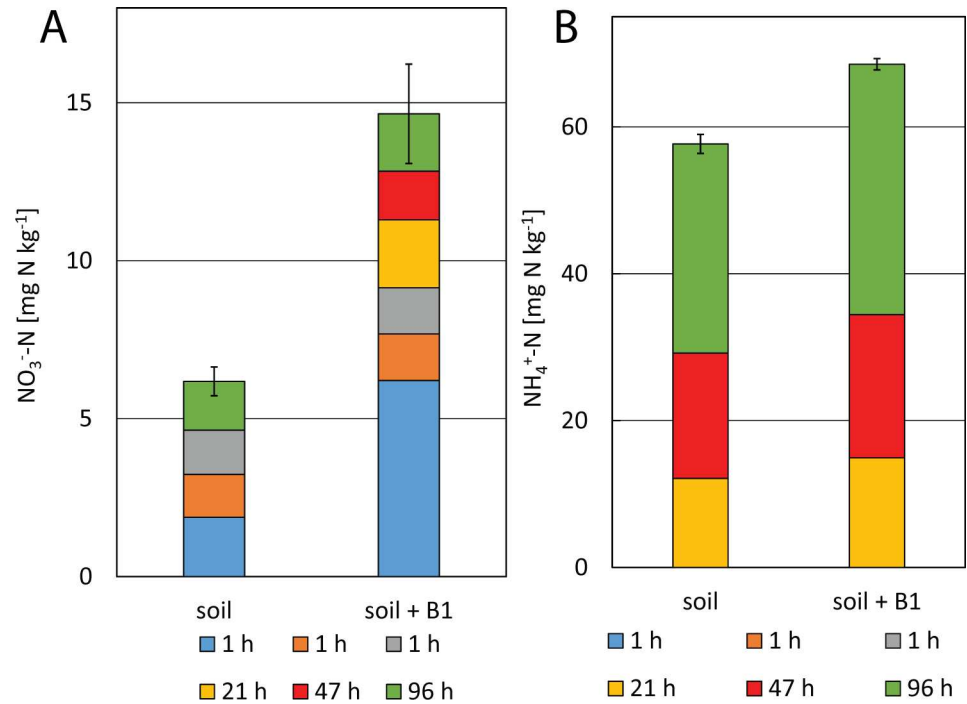 A
NO₃⁻-N [mg N kg⁻¹]
15
10
5
0
soil soil + B1
1 h 1 h 1 h
21 h 47 h 96 h
B
NH₄⁺-N [mg N kg⁻¹]
60
40
20
0
soil soil + B1
1 h 1 h 1 h
21 h 47 h 96 h